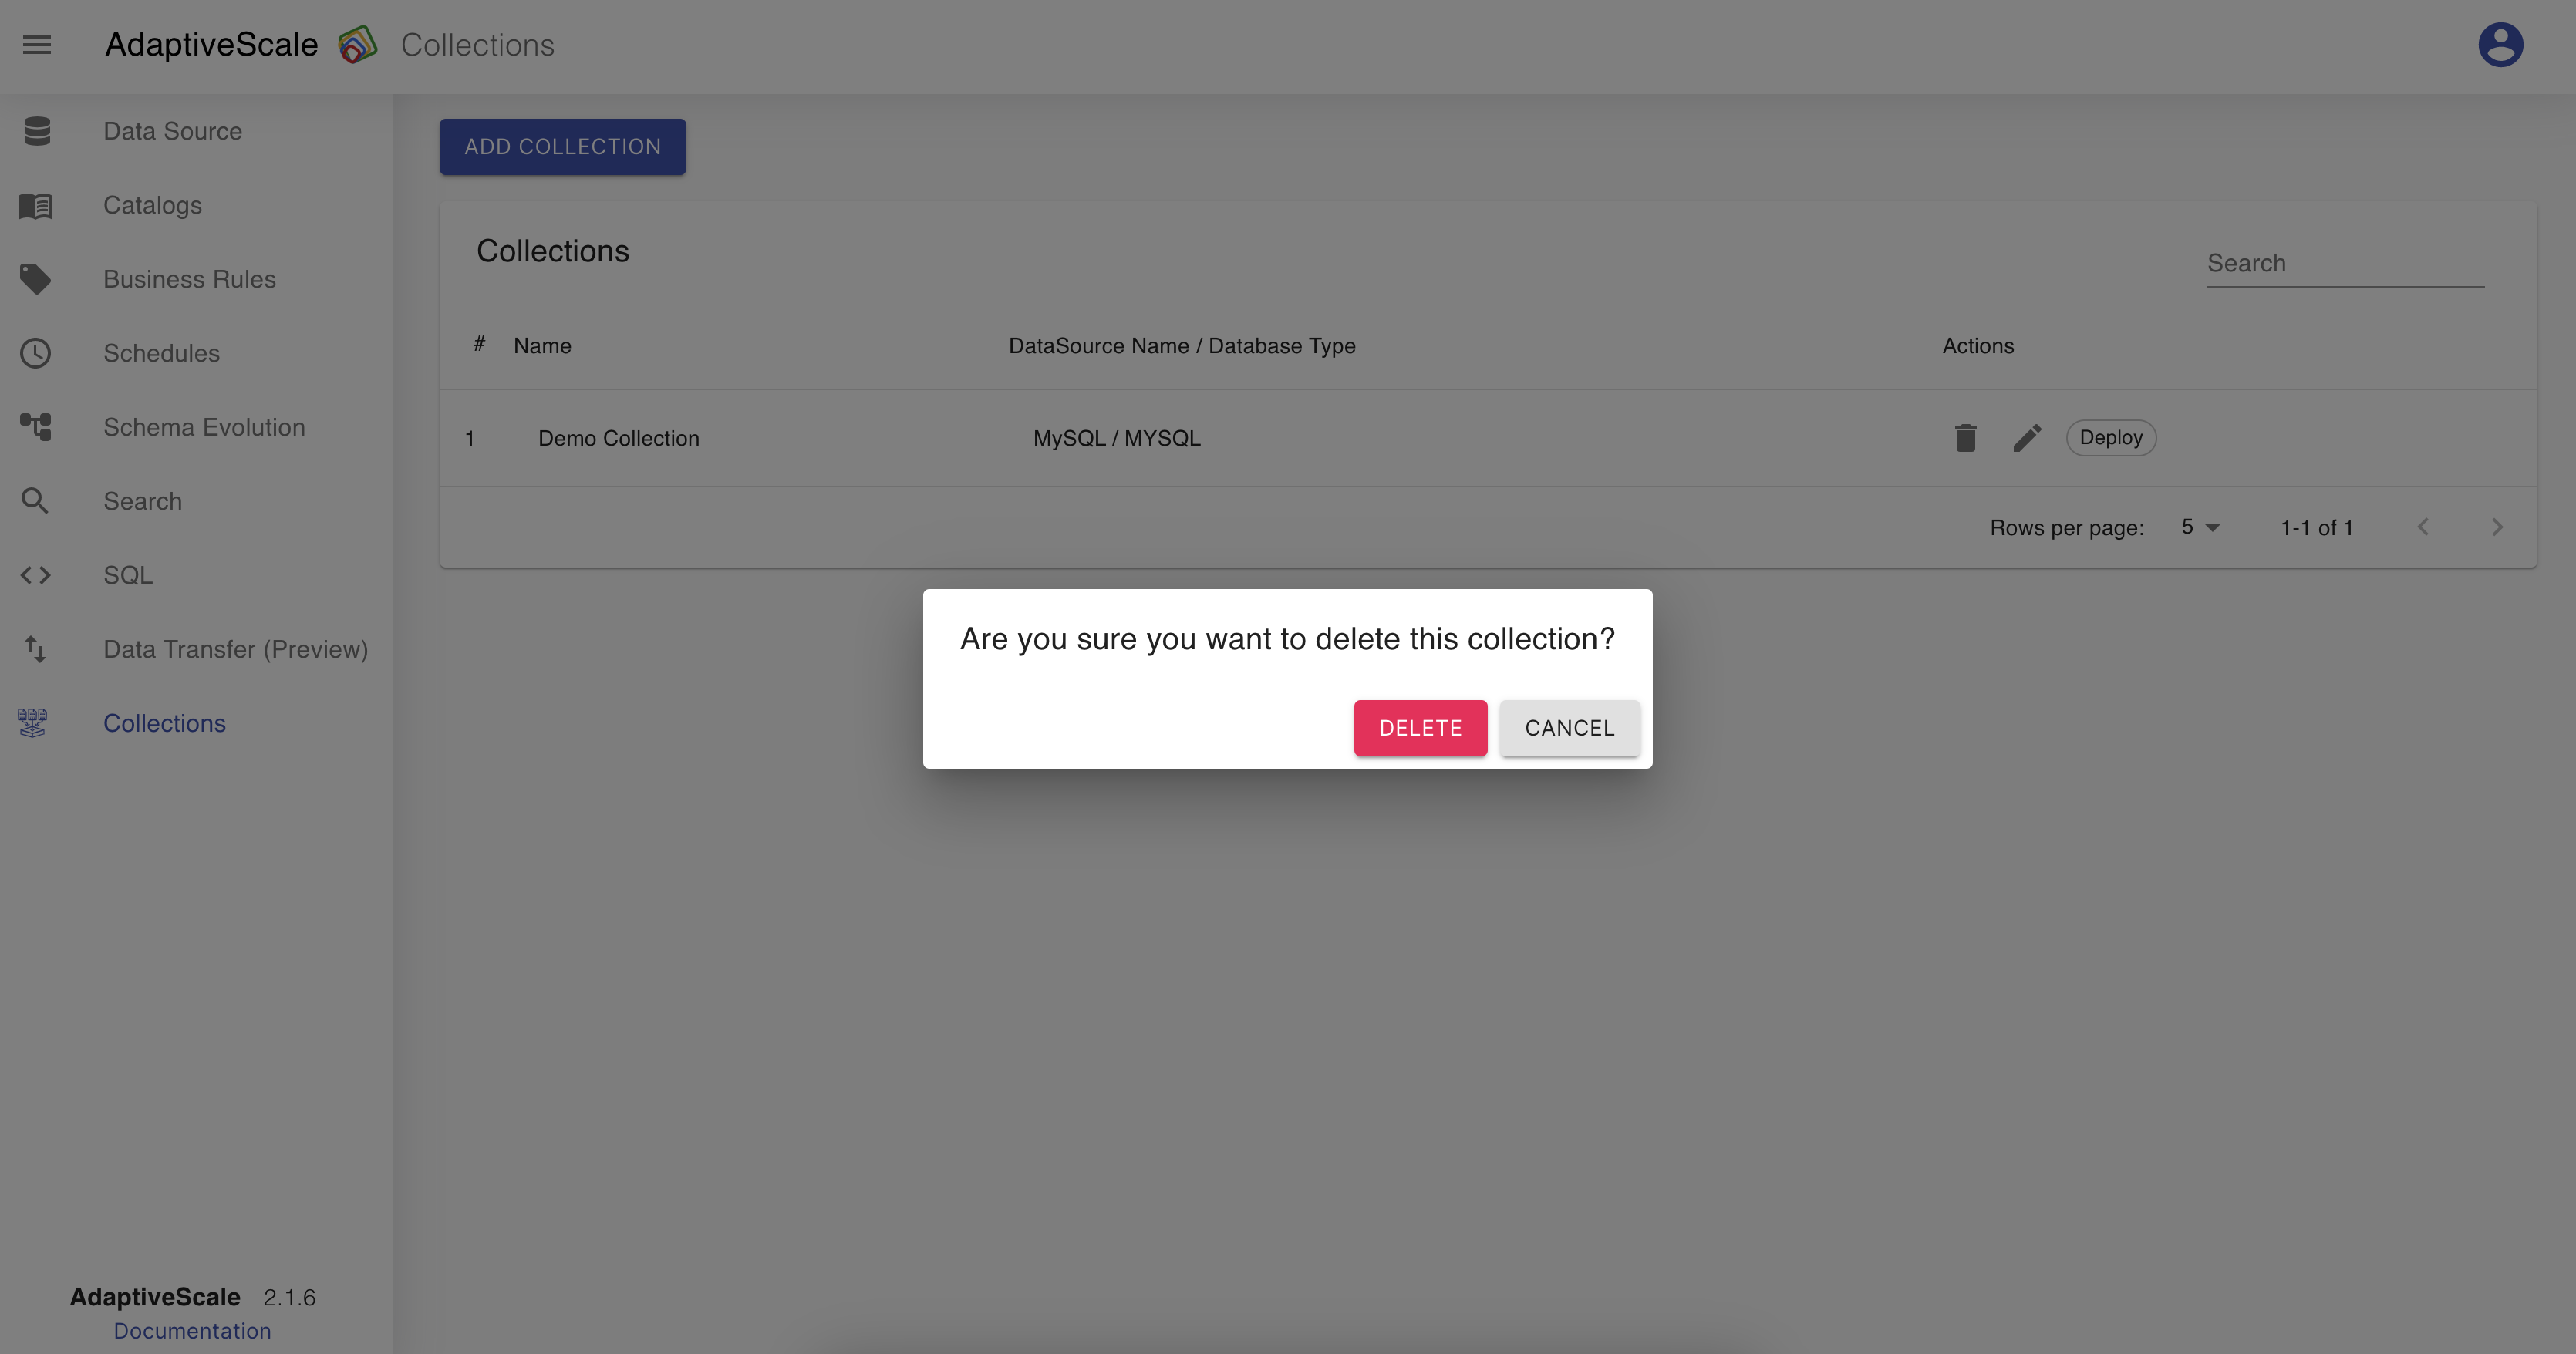 AdaptiveScale Collections
Data Source
Catalogs
Business Rules
Schedules
Schema Evolution
Search
SQL
Data Transfer (Preview)
Collections
AdaptiveScale 2.1.6
Documentation
ADD COLLECTION
Collections
Search
# Name DataSource Name / Database Type Actions
1 Demo Collection MySQL / MYSQL Deploy
Rows per page: 5 1-1 of 1
Are you sure you want to delete this collection?
DELETE CANCEL